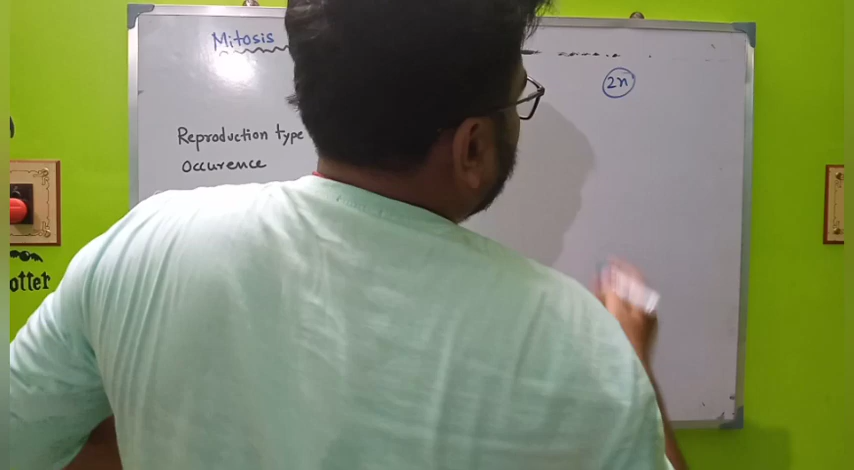 Mitosis
2n
Reproduction type
Occurence
otter